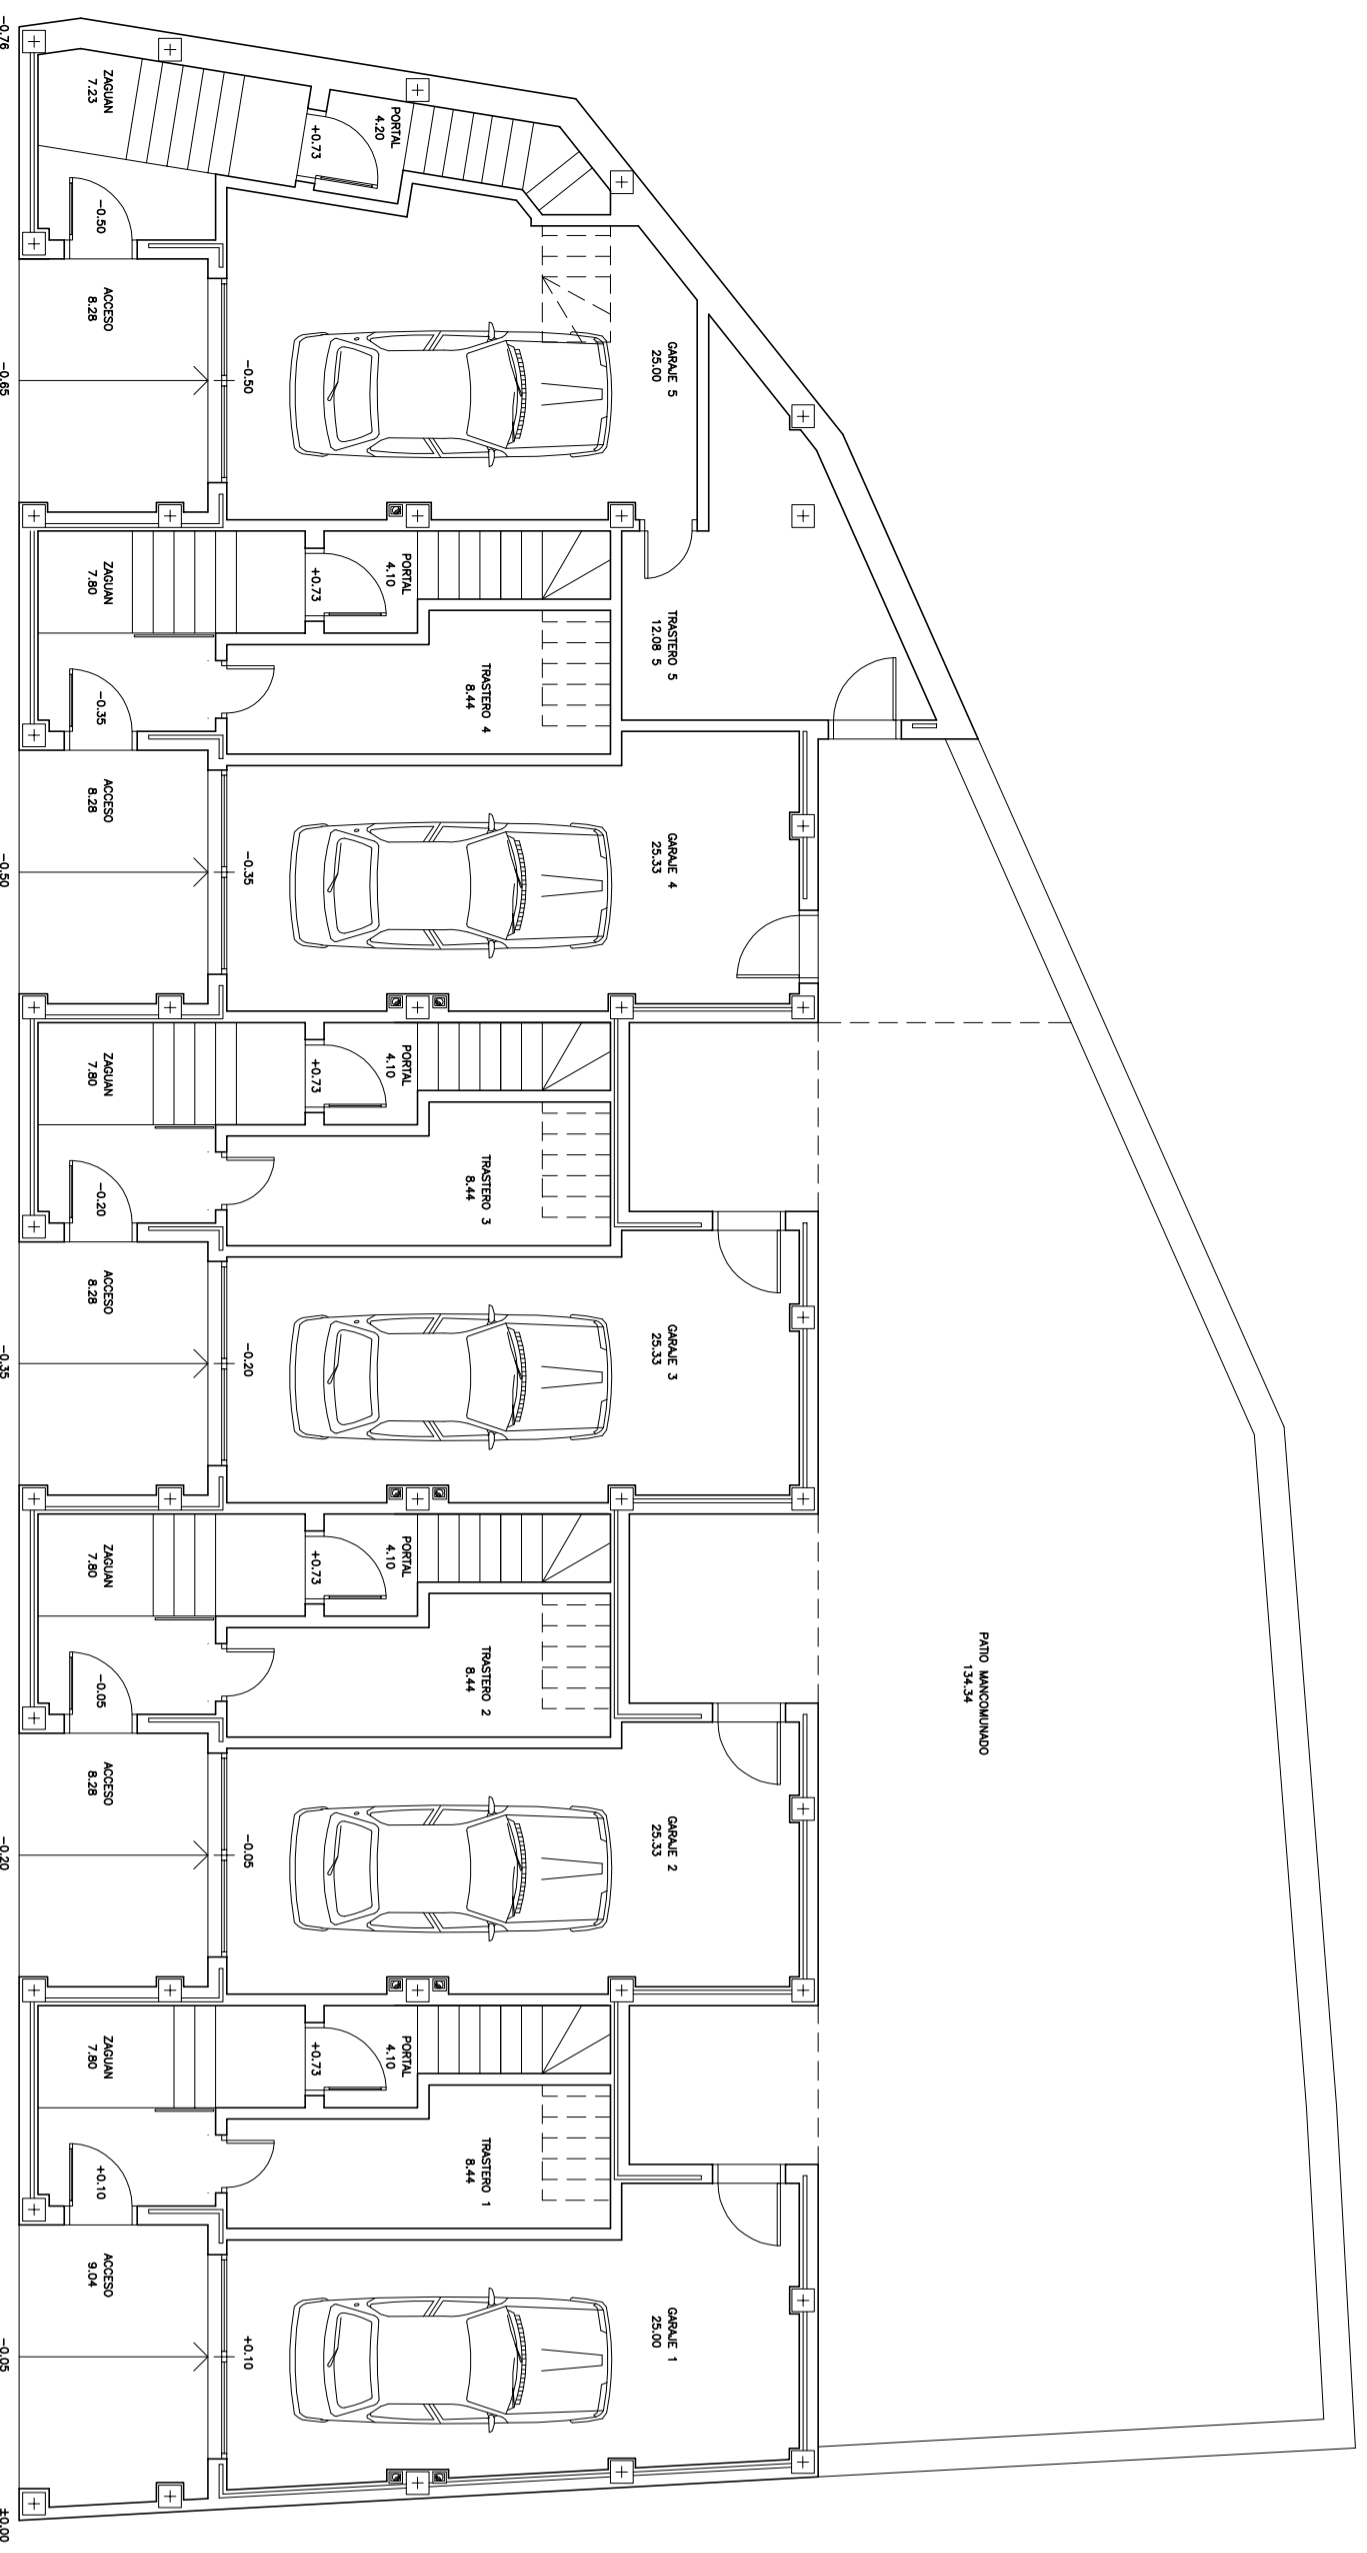 -0.76
ZAGUAN
7.23
PORTAL
4.20
+0.73
-0.50
ACCESO
8.28
-0.65
-0.50
GARAJE 5
25.00
ZAGUAN
7.80
PORTAL
4.10
+0.73
TRASTERO 5
12.08 5
TRASTERO 4
8.44
-0.35
ACCESO
8.28
-0.50
-0.35
GARAJE 4
25.33
ZAGUAN
7.80
PORTAL
4.10
+0.73
TRASTERO 3
8.44
-0.20
ACCESO
8.28
-0.35
-0.20
GARAJE 3
25.33
ZAGUAN
7.80
PORTAL
4.10
+0.73
PATIO MANCOMUNADO
134.34
TRASTERO 2
8.44
-0.05
ACCESO
8.28
-0.20
-0.05
GARAJE 2
25.33
ZAGUAN
7.80
PORTAL
4.10
+0.73
TRASTERO 1
8.44
+0.10
ACCESO
9.04
-0.05
+0.10
GARAJE 1
25.00
±0.00